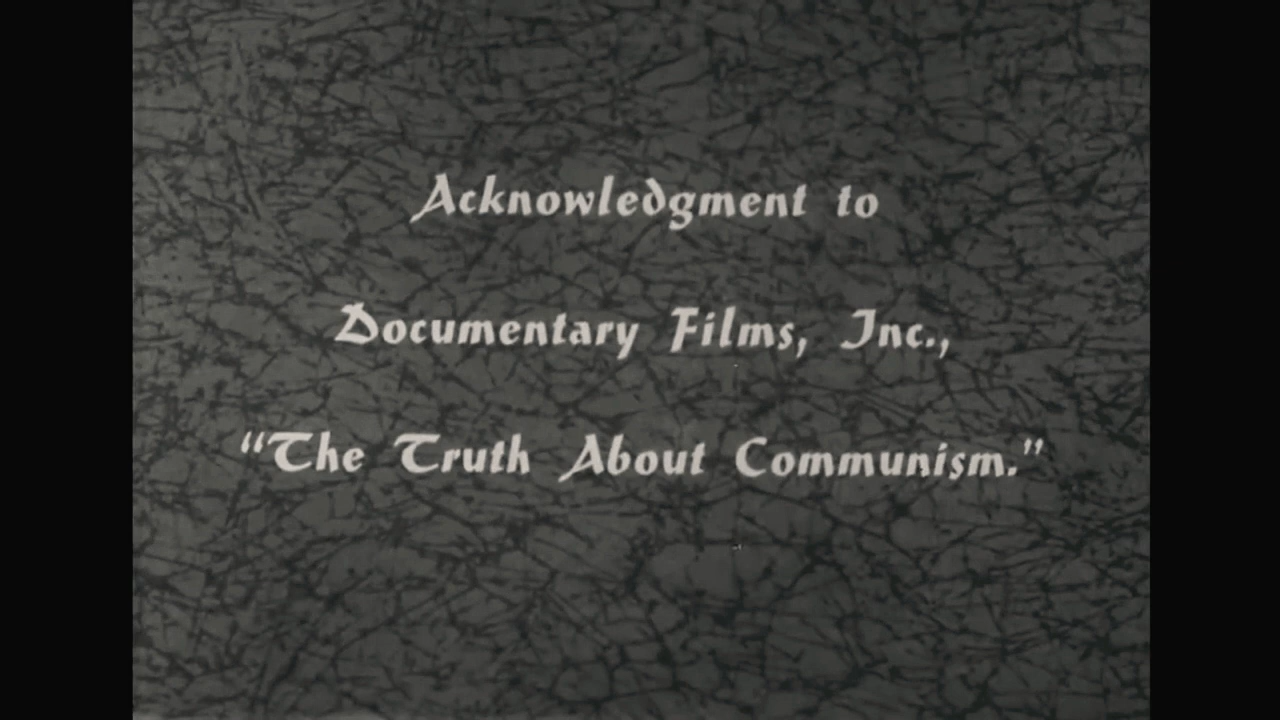 Acknowledgment to
Documentary Films, Inc.,
“The Truth About Communism.”